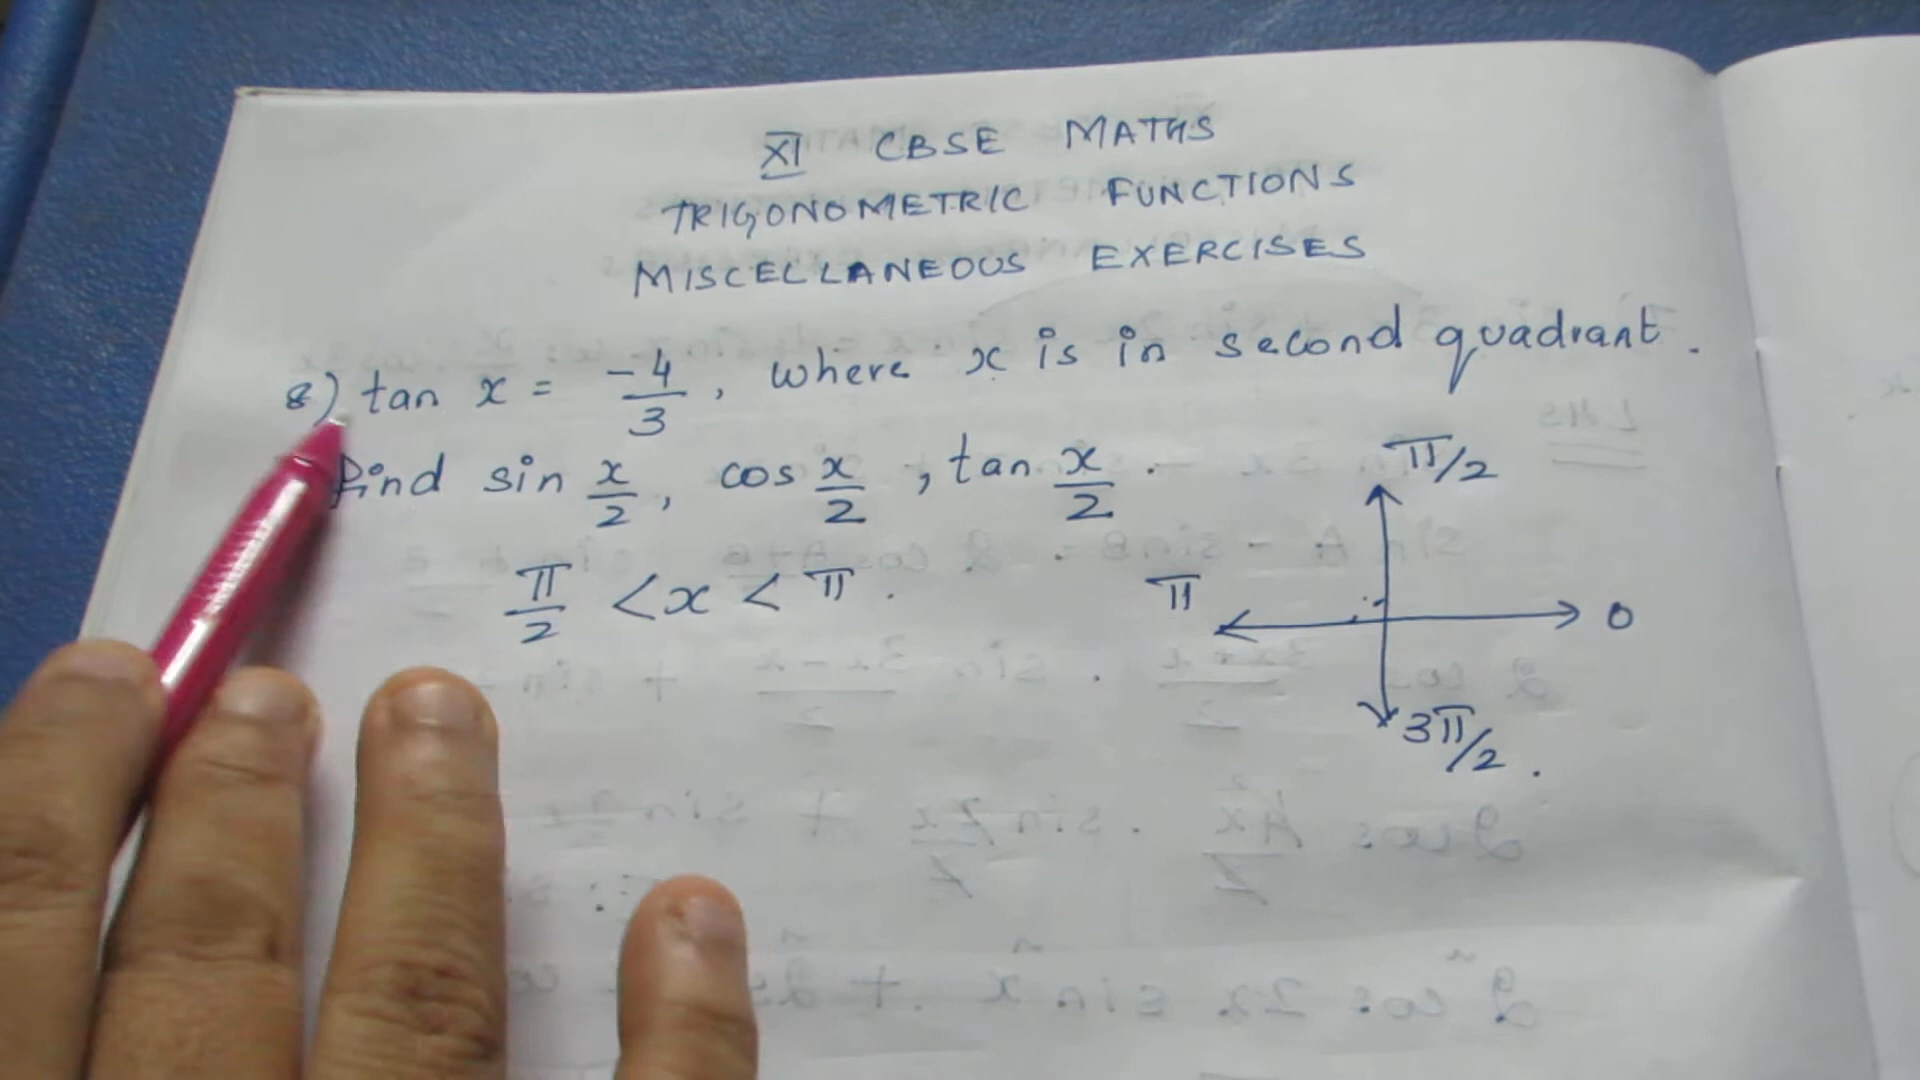 XI CBSE MATHS
TRIGONOMETRIC FUNCTIONS
MISCELLANEOUS EXERCISES
8) tan x = -4/3, where x is in second quadrant.
Find sin x/2, cos x/2, tan x/2.
π/2 < x < π.
π/2
π
0
3π/2.